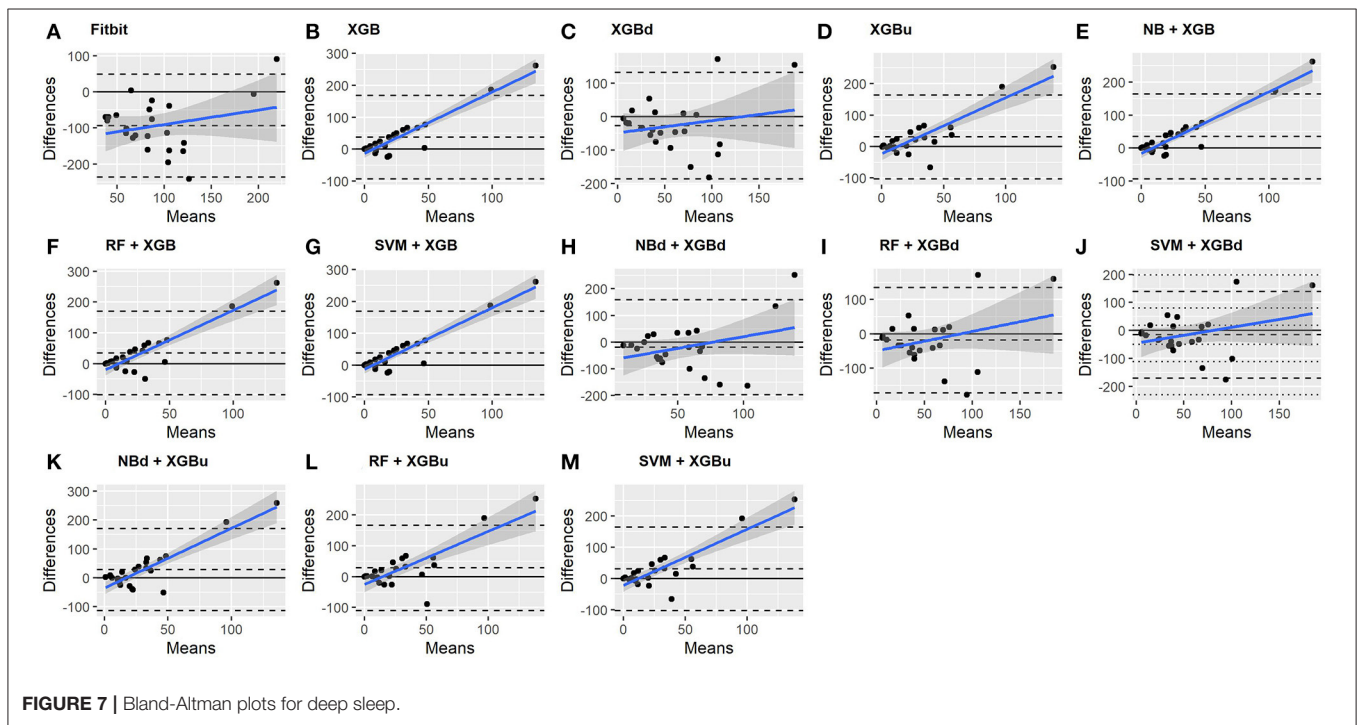 A Fitbit
B XGB
C XGBd
D XGBu
E NB + XGB
100
0
-100
-200
Differences
50 100 150 200
Means
300
200
100
0
-100
Differences
0 50 100
Means
100
0
-100
-200
Differences
0 50 100 150
Means
200
100
0
-100
Differences
0 50 100
Means
200
100
0
-100
Differences
0 50 100
Means
F RF + XGB
G SVM + XGB
H NBd + XGBd
I RF + XGBd
J SVM + XGBd
300
200
100
0
-100
Differences
0 50 100
Means
300
200
100
0
-100
Differences
0 50 100
Means
200
100
0
-100
-200
Differences
50 100
Means
100
0
-100
Differences
0 50 100 150
Means
200
100
0
-100
-200
Differences
0 50 100 150
Means
K NBd + XGBu
L RF + XGBu
M SVM + XGBu
300
200
100
0
-100
Differences
0 50 100
Means
200
100
0
-100
Differences
0 50 100
Means
200
100
0
-100
Differences
0 50 100
Means
FIGURE 7 | Bland-Altman plots for deep sleep.